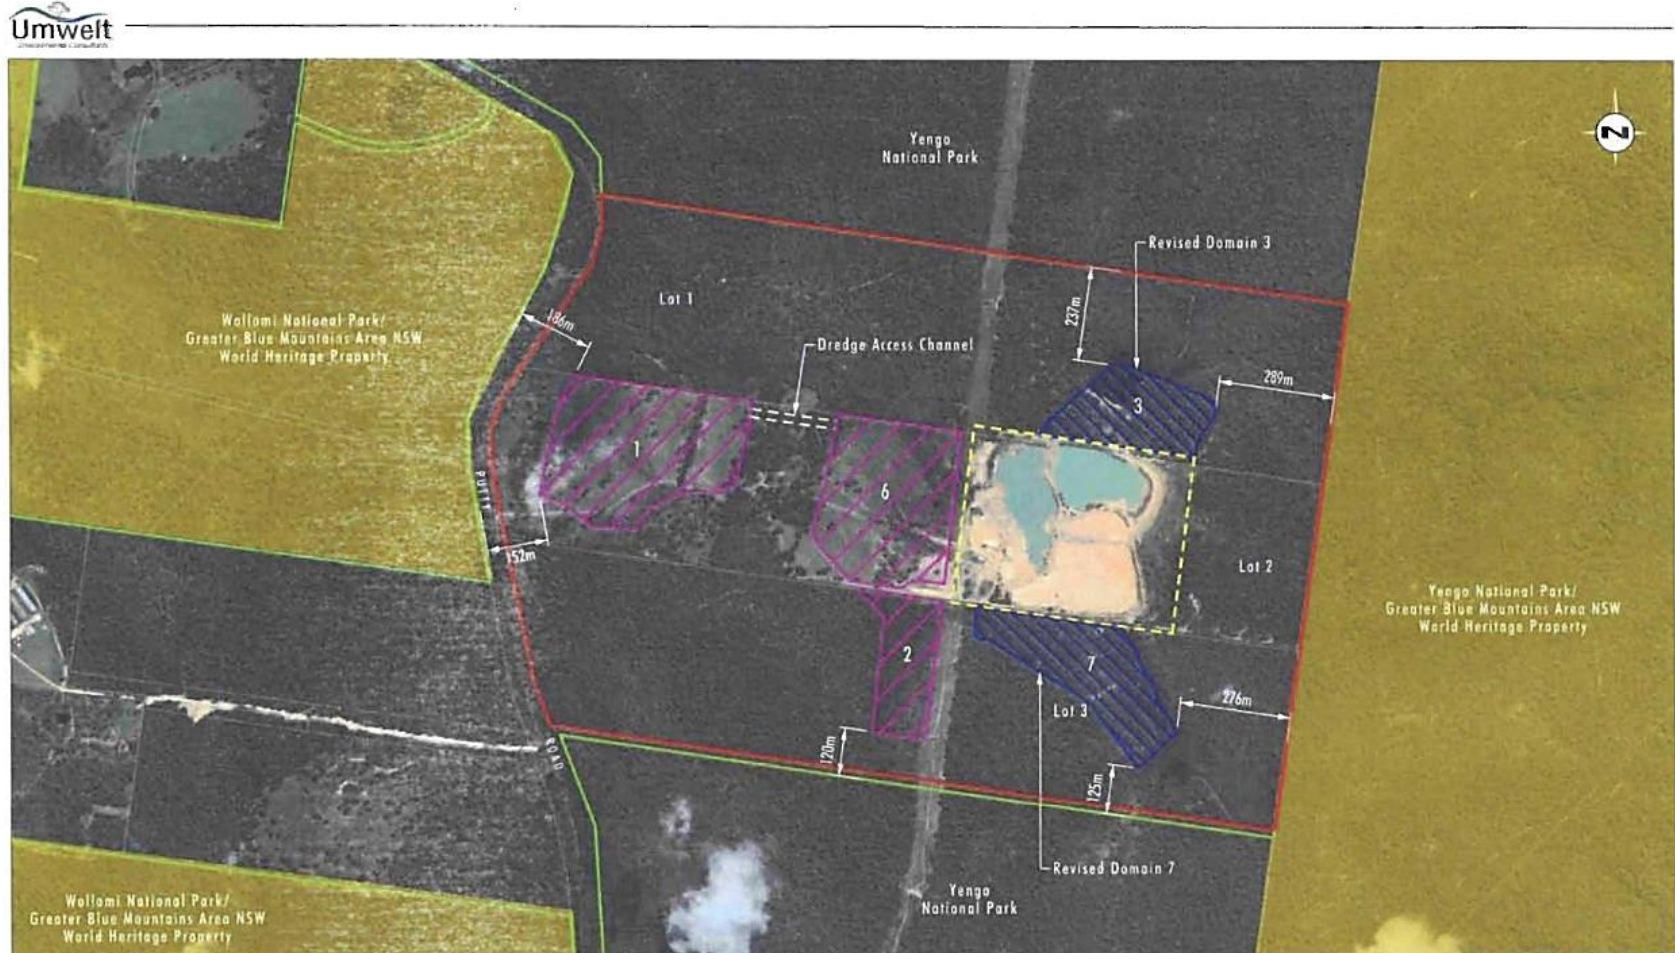 Umwelt
Environmental Consultants
Yengo
National Park
N
Revised Domain 3
Lot 1
237m
186m
Wollomi National Park/
Greater Blue Mountains Area NSW
World Heritage Property
Dredge Access Channel
289m
3
1
PUTTY
6
152m
Lot 2
Yengo National Park/
Greater Blue Mountains Area NSW
World Heritage Property
2
7
276m
Lot 3
120m
ROAD
125m
Revised Domain 7
Yengo
National Park
Wollomi National Park/
Greater Blue Mountains Area NSW
World Heritage Property